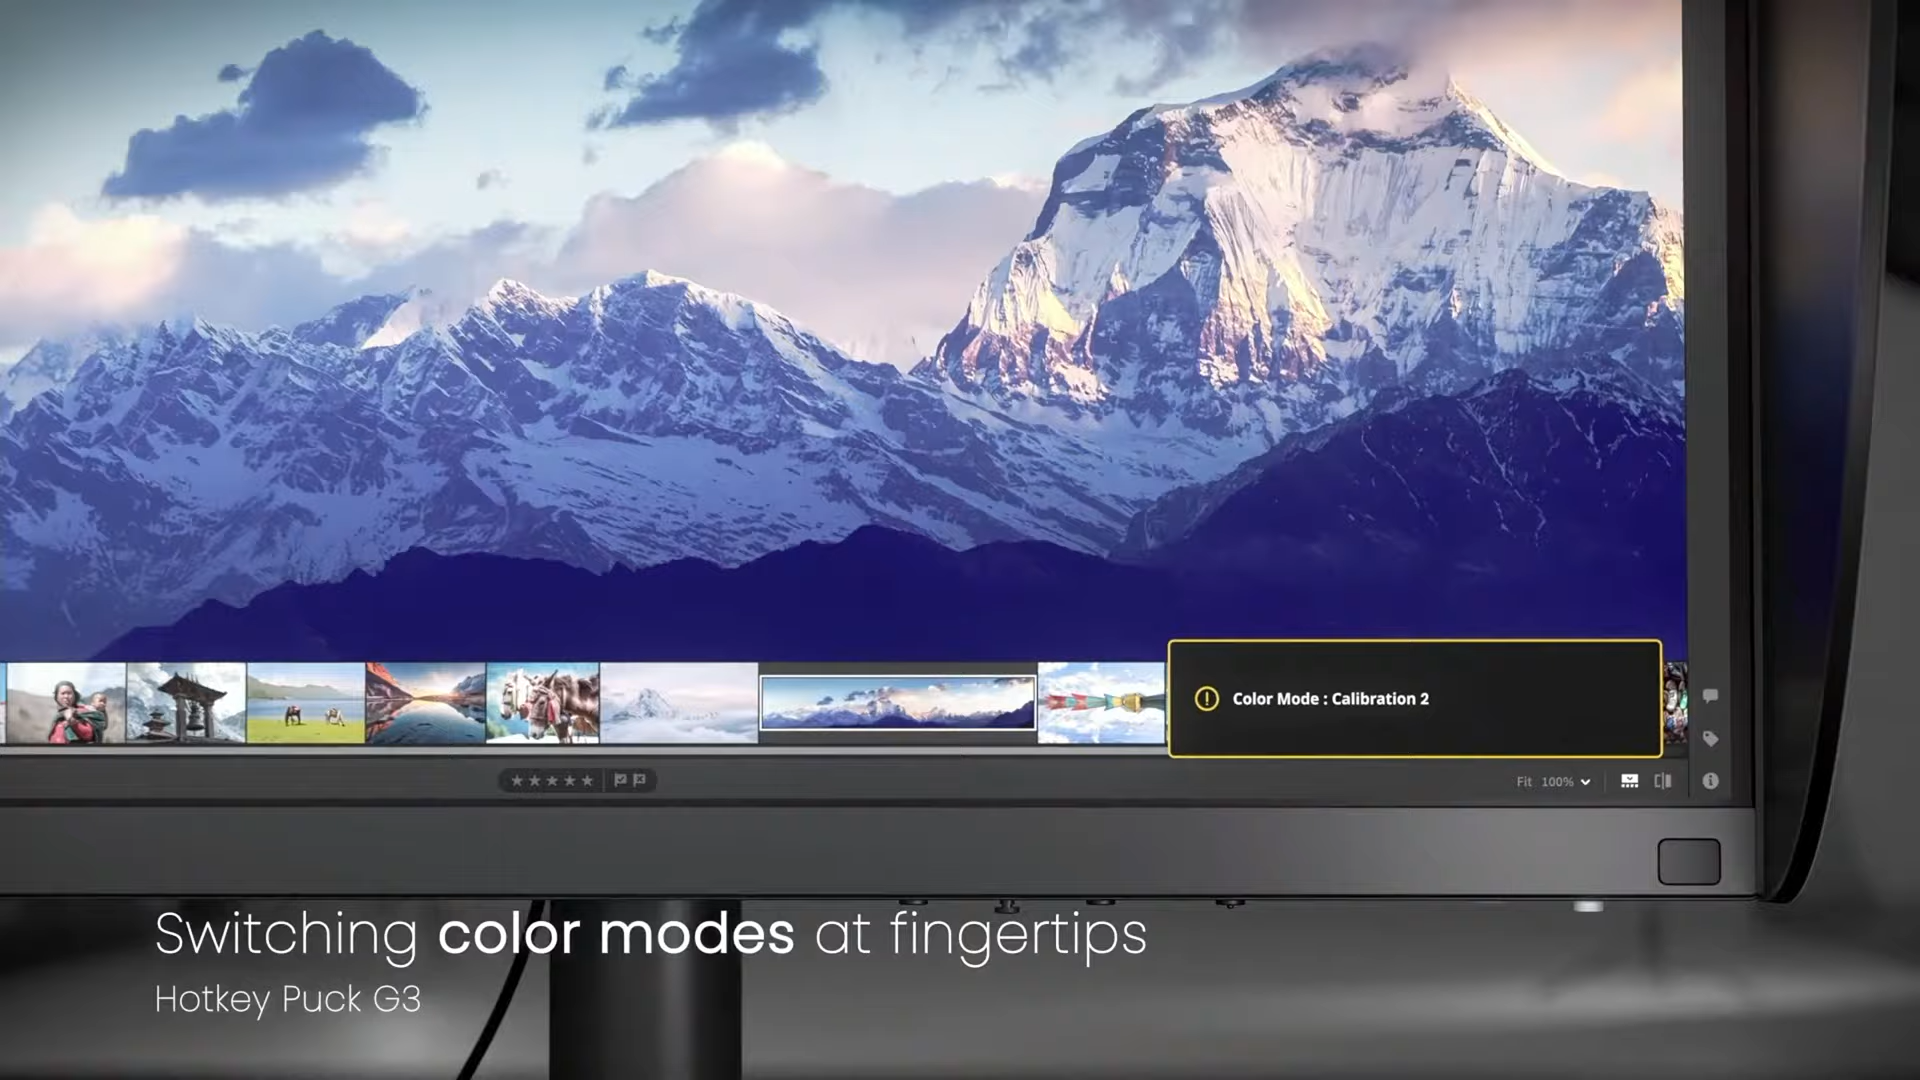 Color Mode : Calibration 2
Fit 100%
Switching color modes at fingertips
Hotkey Puck G3